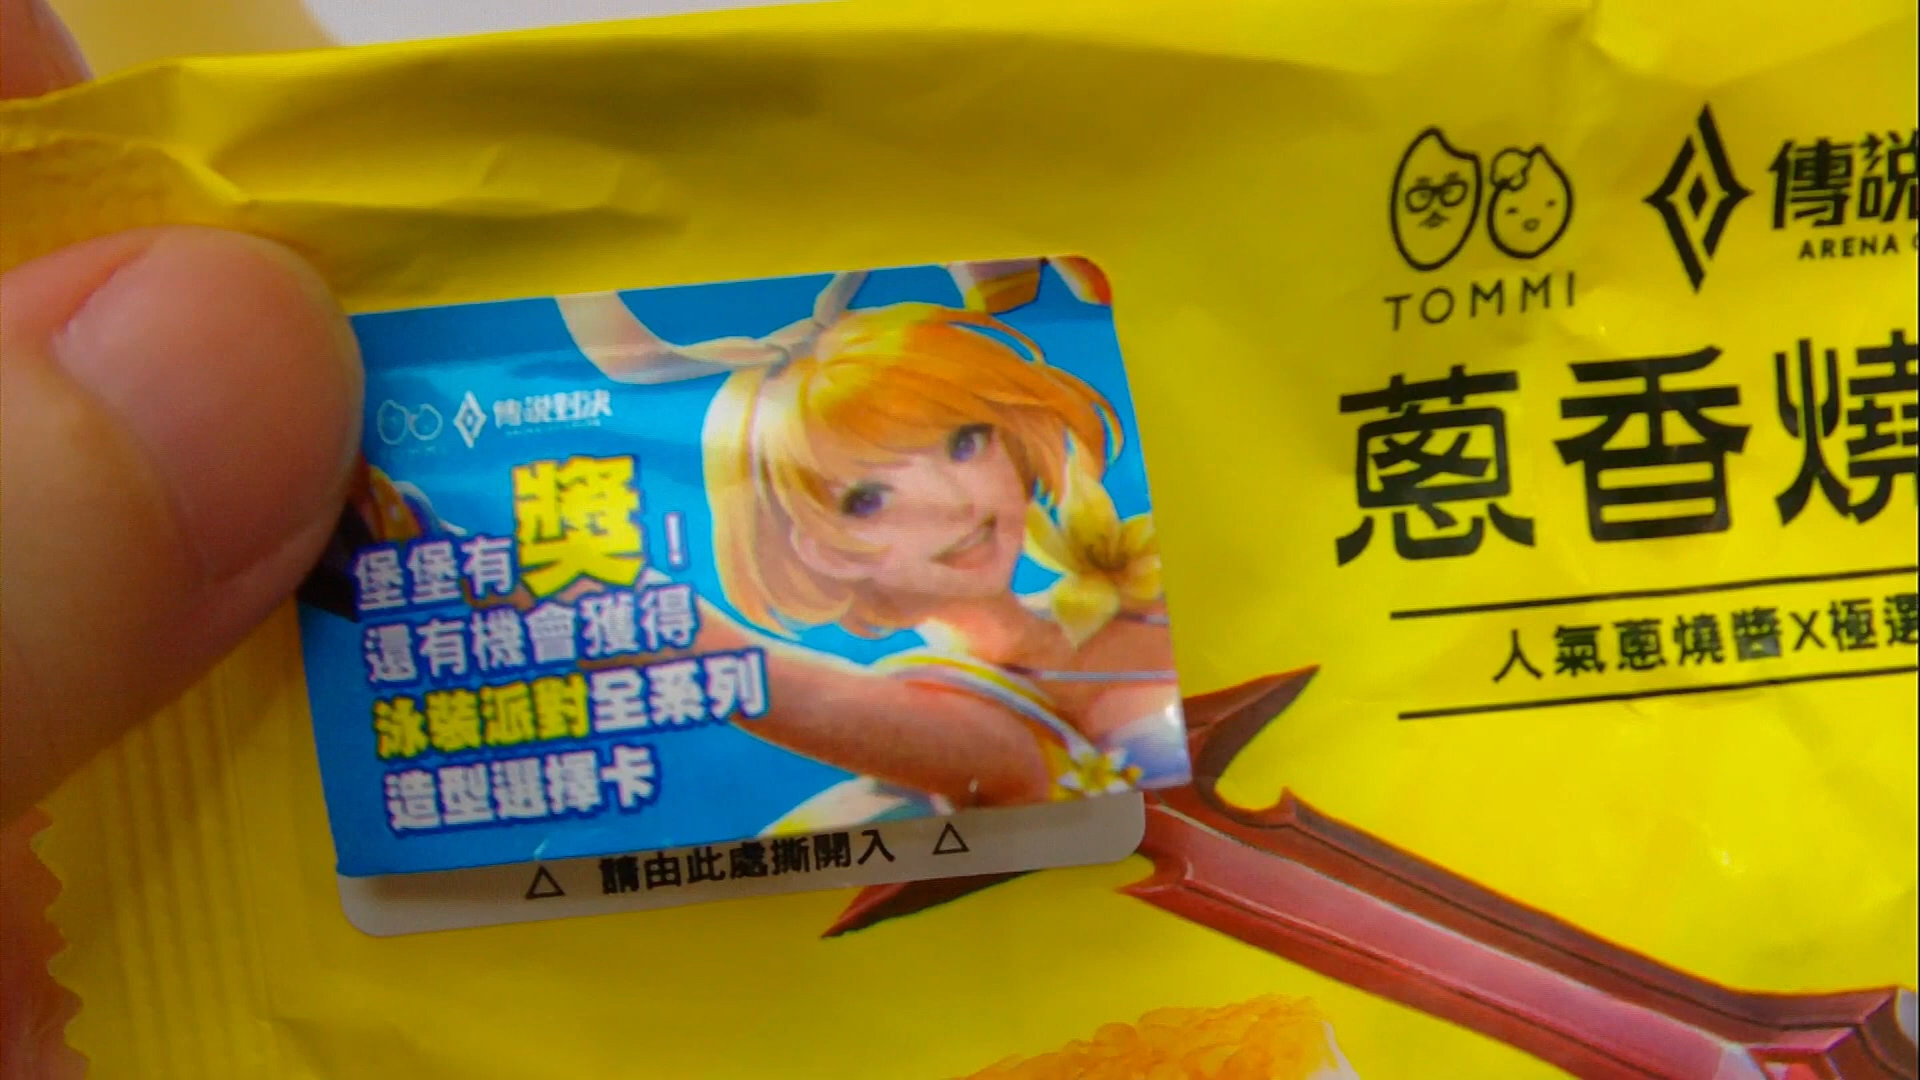 TOMMI
傳說
ARENA
蔥香燒
人氣蔥燒醬X極選
傳說對決
堡堡有獎!
還有機會獲得
泳裝派對全系列
造型選擇卡
△ 請由此處撕開入 △